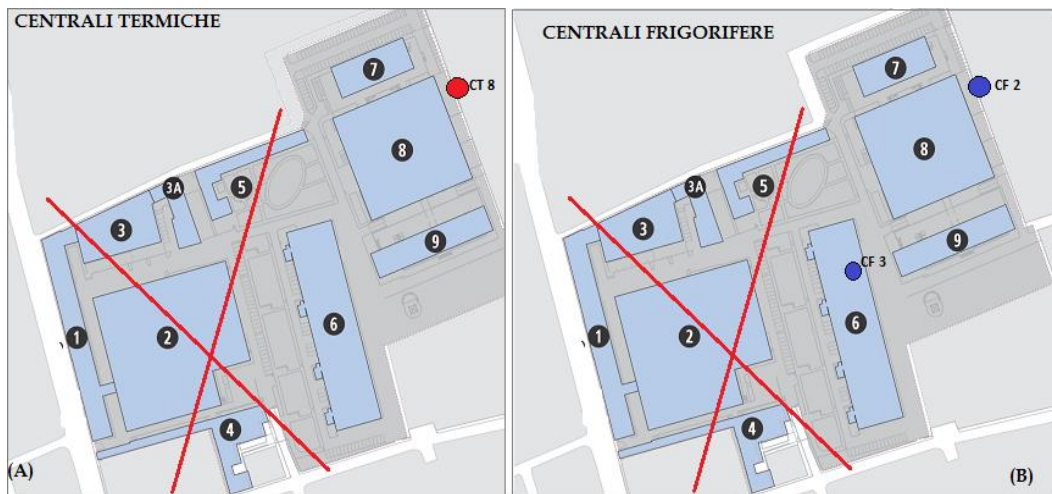 CENTRALI TERMICHE
7
CT 8
8
3A
5
3
9
6
1
2
4
(A)
CENTRALI FRIGORIFERE
7
CF 2
8
3A
5
3
9
CF 3
6
1
2
4
(B)